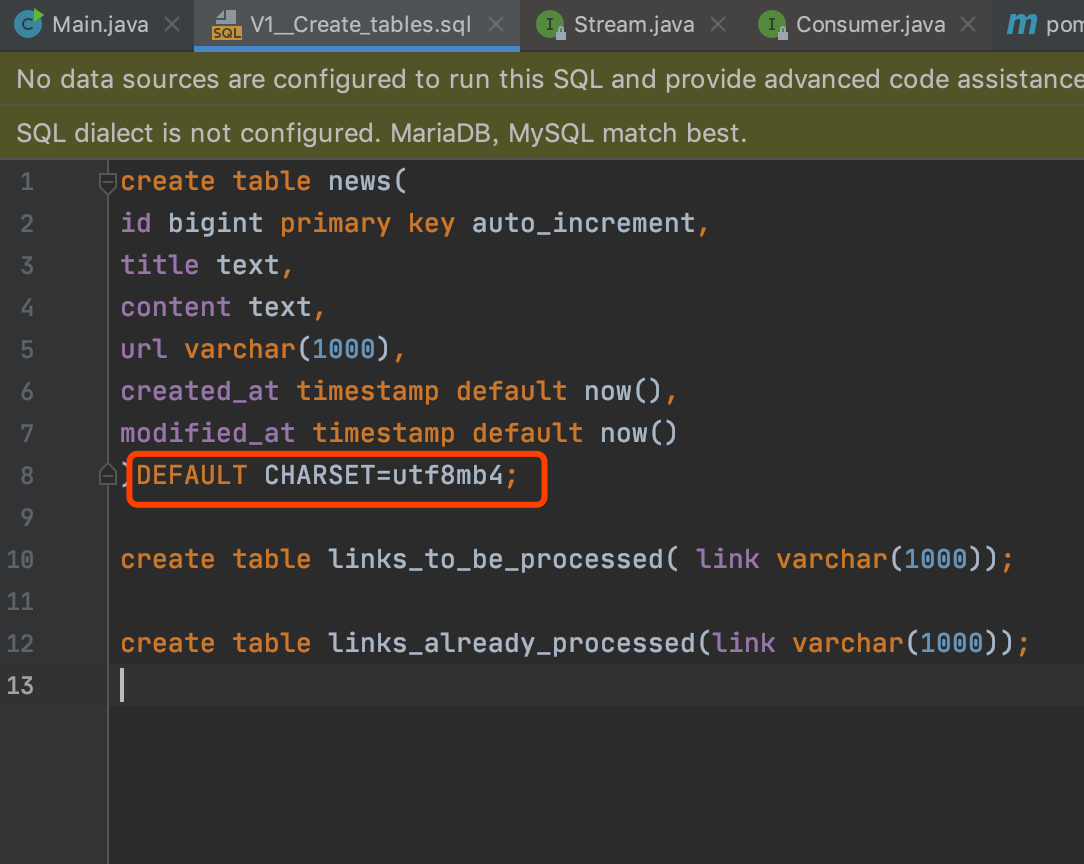 Main.java
V1__Create_tables.sql
Stream.java
Consumer.java
pom
No data sources are configured to run this SQL and provide advanced code assistance
SQL dialect is not configured. MariaDB, MySQL match best.
1 create table news(
2 id bigint primary key auto_increment,
3 title text,
4 content text,
5 url varchar(1000),
6 created_at timestamp default now(),
7 modified_at timestamp default now()
8 )DEFAULT CHARSET=utf8mb4;
9
10 create table links_to_be_processed( link varchar(1000));
11
12 create table links_already_processed(link varchar(1000));
13